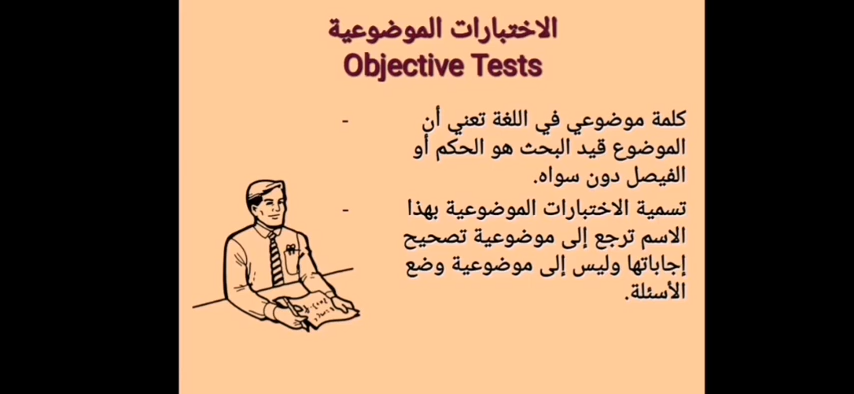 الاختبارات الموضوعية
Objective Tests
- كلمة موضوعي في اللغة تعني أن
الموضوع قيد البحث هو الحكم أو
الفيصل دون سواه.
- تسمية الاختبارات الموضوعية بهذا
الاسم ترجع إلى موضوعية تصحيح
إجاباتها وليس إلى موضوعية وضع
الأسئلة.